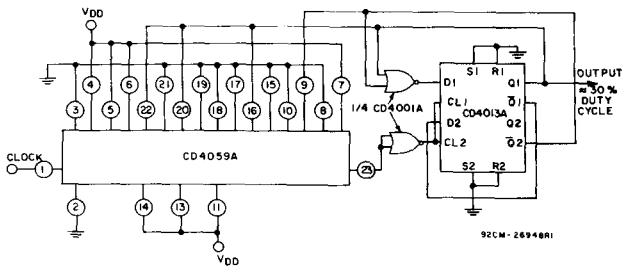 VDD
4 5 6 22 21 20 19 18 17 16 15 10 9 8 7
3
CD4059A
CLOCK 1
2
14 13 11
VDD
23
1/4 CD4001A
S1 R1
D1 Q1
CL1 Q̅1
CD4013A
D2 Q2
CL2 Q̅2
S2 R2
OUTPUT
≈ 30 %
DUTY
CYCLE
92CM-26948R1